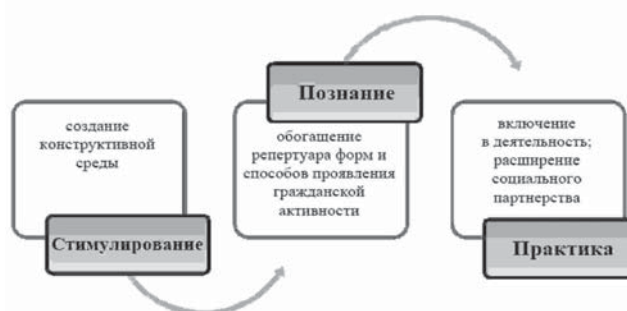 создание
конструктивной
среды
Стимулирование
Познание
обогащение
репертуара форм и
способов проявления
гражданской
активности
включение
в деятельность;
расширение
социального
партнерства
Практика